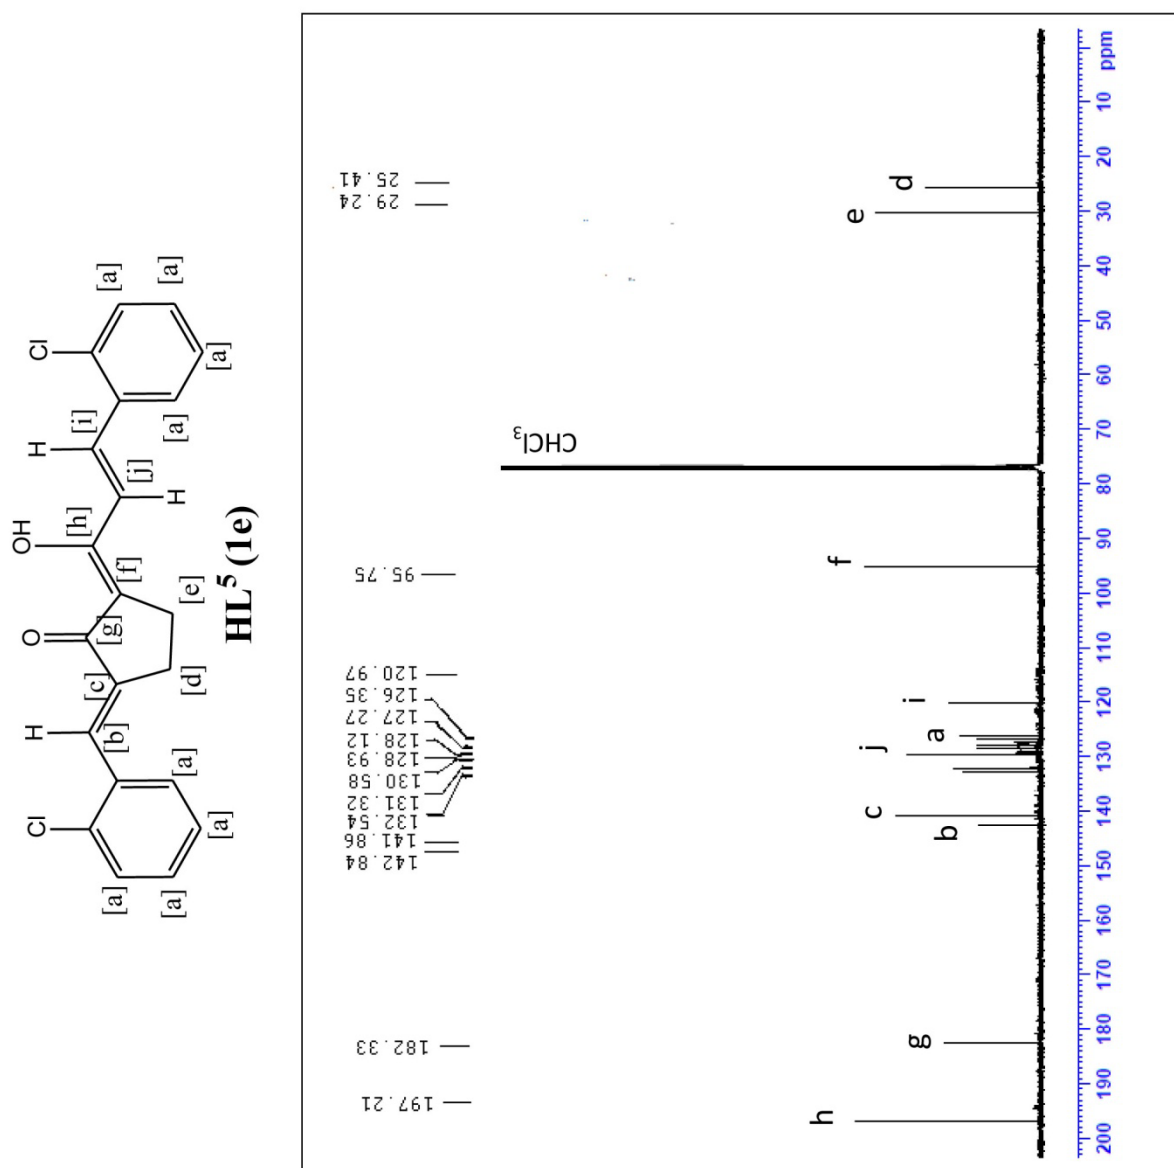 Cl
H
O
OH
H
Cl
H
[a]
[a]
[a]
[a]
[b]
[c]
[g]
[f]
[h]
[j]
[i]
[d]
[e]
[a]
[a]
[a]
[a]
HL⁵ (1e)
197.21
182.33
142.84
141.86
132.54
131.32
130.58
128.93
128.12
127.27
126.35
120.97
95.75
29.24
25.41
CHCl₃
h
g
b
c
j
a
i
f
e
d
200
190
180
170
160
150
140
130
120
110
100
90
80
70
60
50
40
30
20
10
ppm